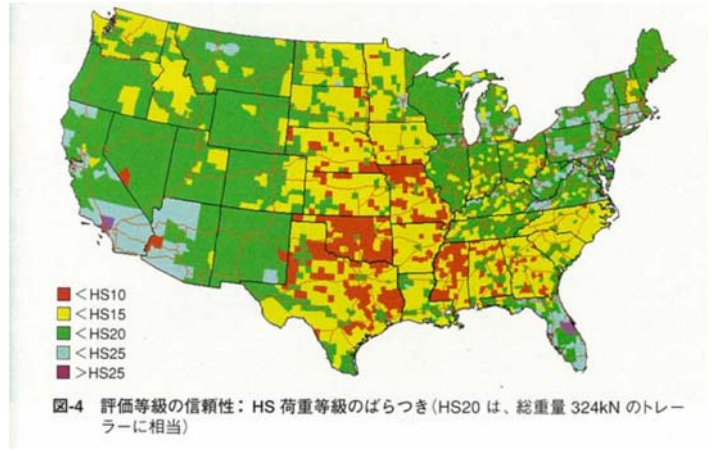 <HS10
<HS15
<HS20
<HS25
>HS25
図-4 評価等級の信頼性：HS 荷重等級のばらつき（HS20 は、総重量 324kN のトレー
ラーに相当）